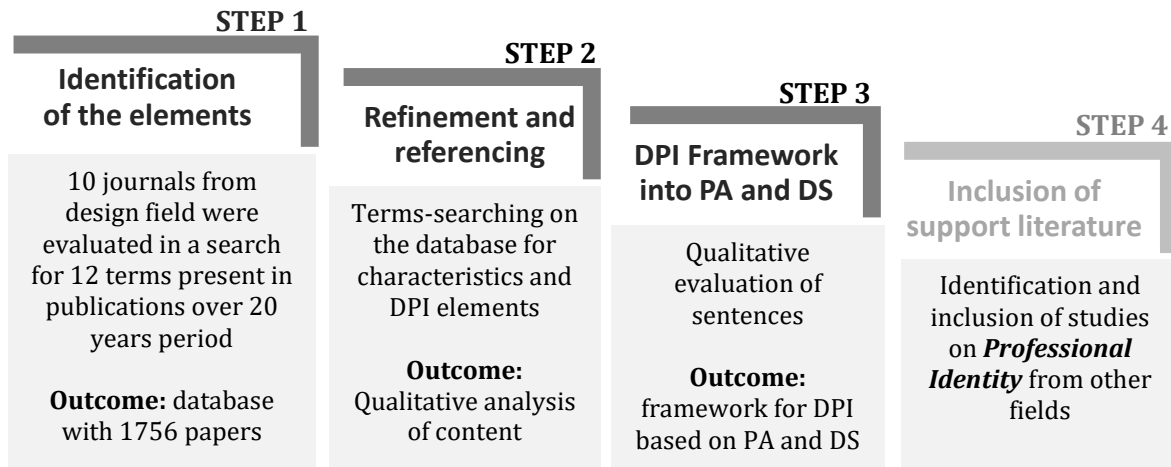 STEP 1
Identification
of the elements
10 journals from
design field were
evaluated in a search
for 12 terms present in
publications over 20
years period
Outcome: database
with 1756 papers
STEP 2
Refinement and
referencing
Terms-searching on
the database for
characteristics and
DPI elements
Outcome:
Qualitative analysis
of content
STEP 3
DPI Framework
into PA and DS
Qualitative
evaluation of
sentences
Outcome:
framework for DPI
based on PA and DS
STEP 4
Inclusion of
support literature
Identification and
inclusion of studies
on Professional
Identity from other
fields